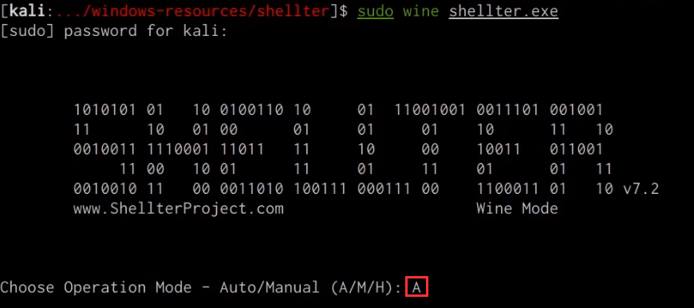 [kali:.../windows-resources/shellter]$ sudo wine shellter.exe
[sudo] password for kali:
1010101 01 10 0100110 10 01 11001001 0011101 001001
11 10 01 00 01 01 01 10 11 10
0010011 1110001 11011 11 10 00 10011 011001
11 00 10 01 11 01 11 01 01 11
0010010 11 00 0011010 100111 000111 00 1100011 01 10 v7.2
www.ShellterProject.com Wine Mode
Choose Operation Mode - Auto/Manual (A/M/H): A